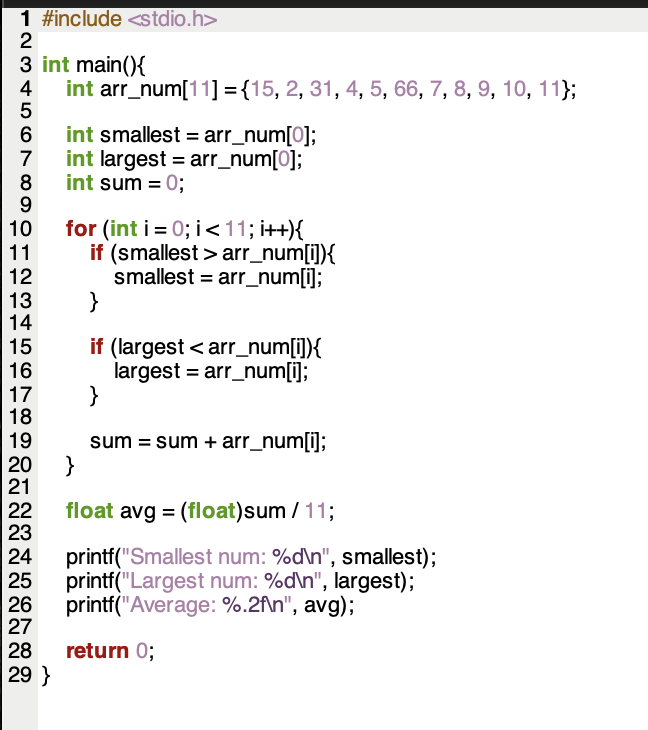 1 #include <stdio.h>
2
3 int main(){
4     int arr_num[11] = {15, 2, 31, 4, 5, 66, 7, 8, 9, 10, 11};
5
6     int smallest = arr_num[0];
7     int largest = arr_num[0];
8     int sum = 0;
9
10     for (int i = 0; i < 11; i++){
11         if (smallest > arr_num[i]){
12             smallest = arr_num[i];
13         }
14
15         if (largest < arr_num[i]){
16             largest = arr_num[i];
17         }
18
19         sum = sum + arr_num[i];
20     }
21
22     float avg = (float)sum / 11;
23
24     printf("Smallest num: %d\n", smallest);
25     printf("Largest num: %d\n", largest);
26     printf("Average: %.2f\n", avg);
27
28     return 0;
29 }